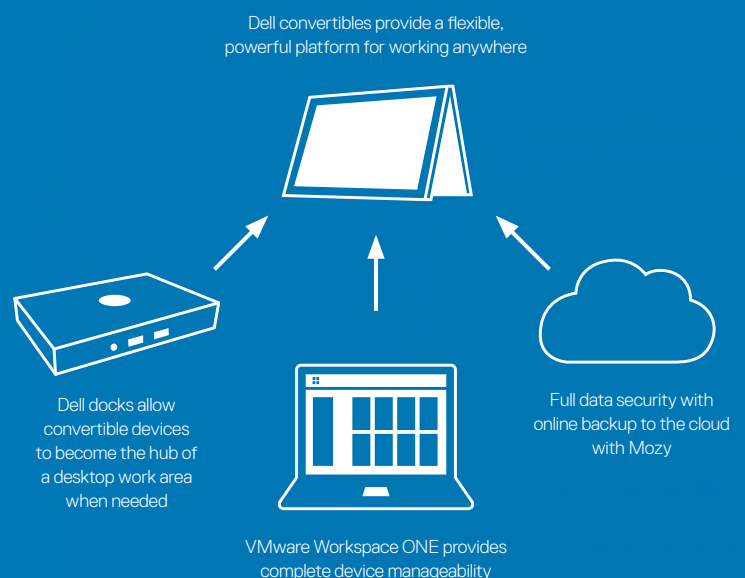 Dell convertibles provide a flexible,
powerful platform for working anywhere
Dell docks allow
convertible devices
to become the hub of
a desktop work area
when needed
Full data security with
online backup to the cloud
with Mozy
VMware Workspace ONE provides
complete device manageability